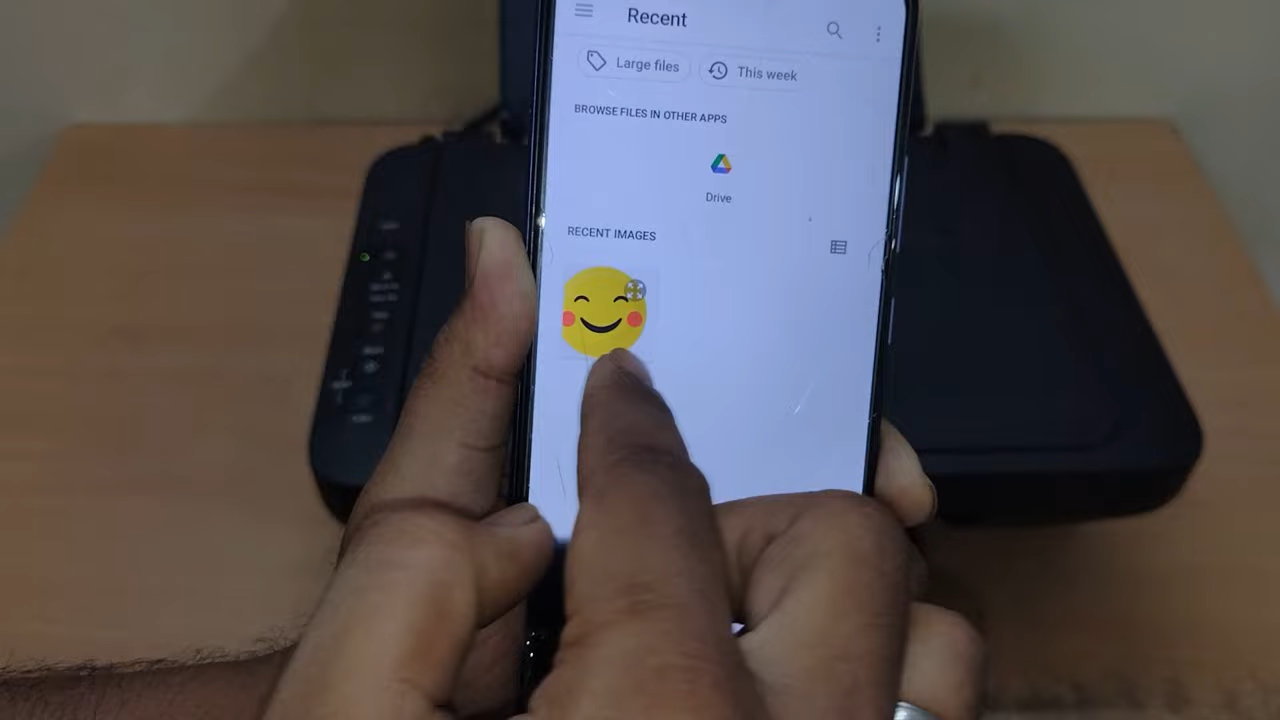 Recent
Large files
This week
BROWSE FILES IN OTHER APPS
Drive
RECENT IMAGES